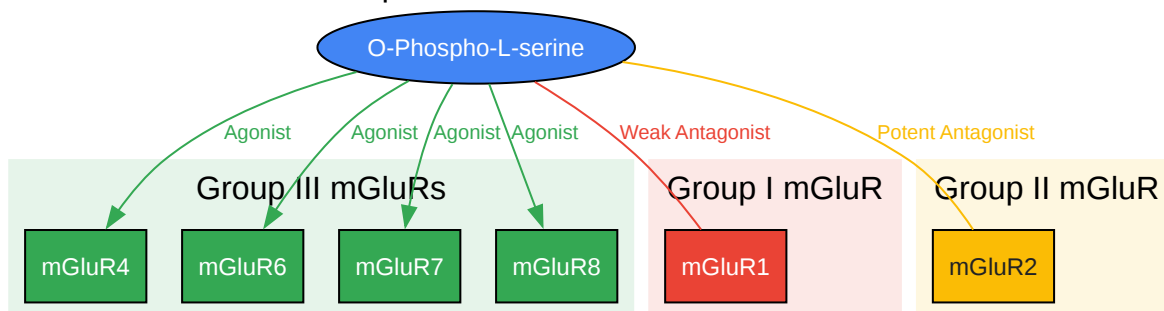 O-Phospho-L-serine
Agonist Agonist Agonist Agonist Weak Antagonist Potent Antagonist
Group III mGluRs Group I mGluR Group II mGluR
mGluR4 mGluR6 mGluR7 mGluR8 mGluR1 mGluR2